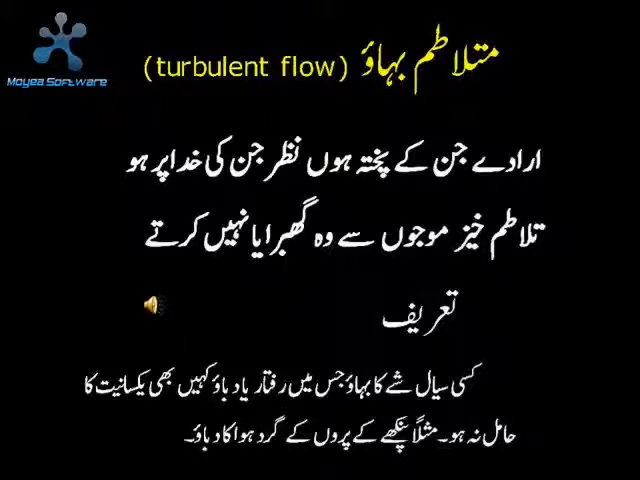 Moyea Software
متلاطم بہاؤ (turbulent flow)
ارادے جن کے پختہ ہوں نظر جن کی خدا پر ہو
تلاطم خیز موجوں سے وہ گھبرایا نہیں کرتے
تعریف
کسی سیال شے کا بہاؤ جس میں رفتار یا دباؤ کہیں بھی یکسانیت کا
حامل نہ ہو۔ مثلاً پنکھے کے پروں کے گرد ہوا کا دباؤ۔